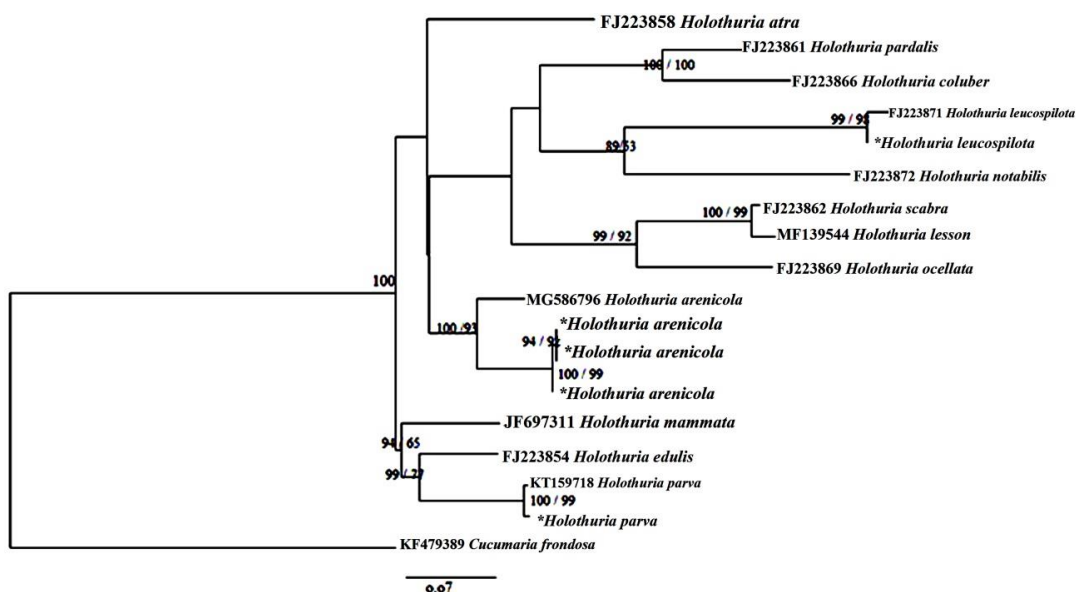 FJ223858 Holothuria atra
FJ223861 Holothuria pardalis
100 / 100
FJ223866 Holothuria coluber
FJ223871 Holothuria leucospilota
99 / 98
*Holothuria leucospilota
89/53
FJ223872 Holothuria notabilis
FJ223862 Holothuria scabra
100 / 99
MF139544 Holothuria lesson
99 / 92
FJ223869 Holothuria ocellata
100
MG586796 Holothuria arenicola
*Holothuria arenicola
100 /93
94 / 92
*Holothuria arenicola
100 / 99
*Holothuria arenicola
JF697311 Holothuria mammata
94 / 65
FJ223854 Holothuria edulis
99 / 27
KT159718 Holothuria parva
100 / 99
*Holothuria parva
KF479389 Cucumaria frondosa